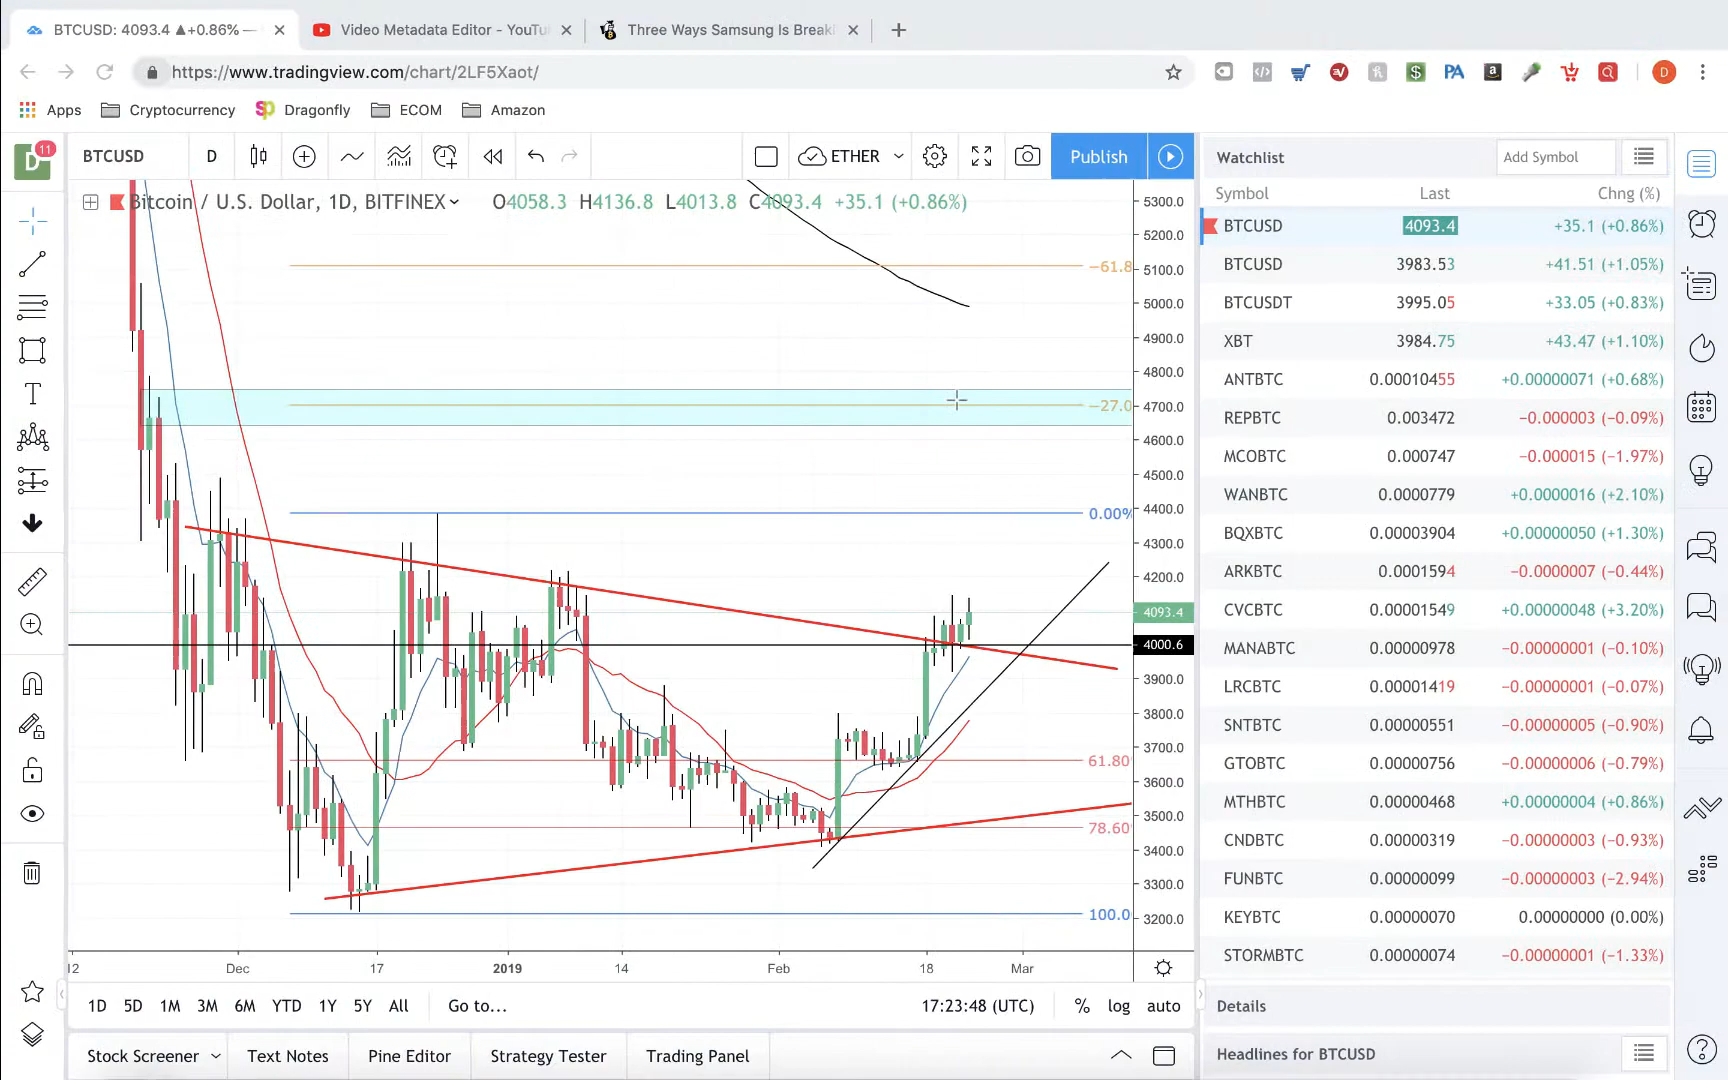 BTCUSD: 4093.4 ▲+0.86% —
Video Metadata Editor - YouTu
Three Ways Samsung Is Breaki
https://www.tradingview.com/chart/2LF5Xaot/
PA
a
D
Apps
Cryptocurrency
Dragonfly
ECOM
Amazon
D
11
BTCUSD
D
ETHER
Publish
Bitcoin / U.S. Dollar, 1D, BITFINEX
O4058.3 H4136.8 L4013.8 C4093.4 +35.1 (+0.86%)
5300.0
5200.0
−61.8
5100.0
5000.0
4900.0
4800.0
−27.0
4700.0
4600.0
4500.0
0.00%
4400.0
4300.0
4200.0
4093.4
4000.6
3900.0
3800.0
3700.0
61.80
3600.0
3500.0
78.60
3400.0
3300.0
100.0
3200.0
12
Dec
17
2019
14
Feb
18
Mar
1D 5D 1M 3M 6M YTD 1Y 5Y All
Go to...
17:23:48 (UTC)
% log auto
Stock Screener
Text Notes
Pine Editor
Strategy Tester
Trading Panel
Watchlist
Add Symbol
Symbol Last Chng (%)
BTCUSD 4093.4 +35.1 (+0.86%)
BTCUSD 3983.53 +41.51 (+1.05%)
BTCUSDT 3995.05 +33.05 (+0.83%)
XBT 3984.75 +43.47 (+1.10%)
ANTBTC 0.00010455 +0.00000071 (+0.68%)
REPBTC 0.003472 −0.000003 (−0.09%)
MCOBTC 0.000747 −0.000015 (−1.97%)
WANBTC 0.0000779 +0.0000016 (+2.10%)
BQXBTC 0.00003904 +0.00000050 (+1.30%)
ARKBTC 0.0001594 −0.0000007 (−0.44%)
CVCBTC 0.00001549 +0.00000048 (+3.20%)
MANABTC 0.00000978 −0.00000001 (−0.10%)
LRCBTC 0.00001419 −0.00000001 (−0.07%)
SNTBTC 0.00000551 −0.00000005 (−0.90%)
GTOBTC 0.00000756 −0.00000006 (−0.79%)
MTHBTC 0.00000468 +0.00000004 (+0.86%)
CNDBTC 0.00000319 −0.00000003 (−0.93%)
FUNBTC 0.00000099 −0.00000003 (−2.94%)
KEYBTC 0.00000070 0.00000000 (0.00%)
STORMBTC 0.00000074 −0.00000001 (−1.33%)
Details
Headlines for BTCUSD